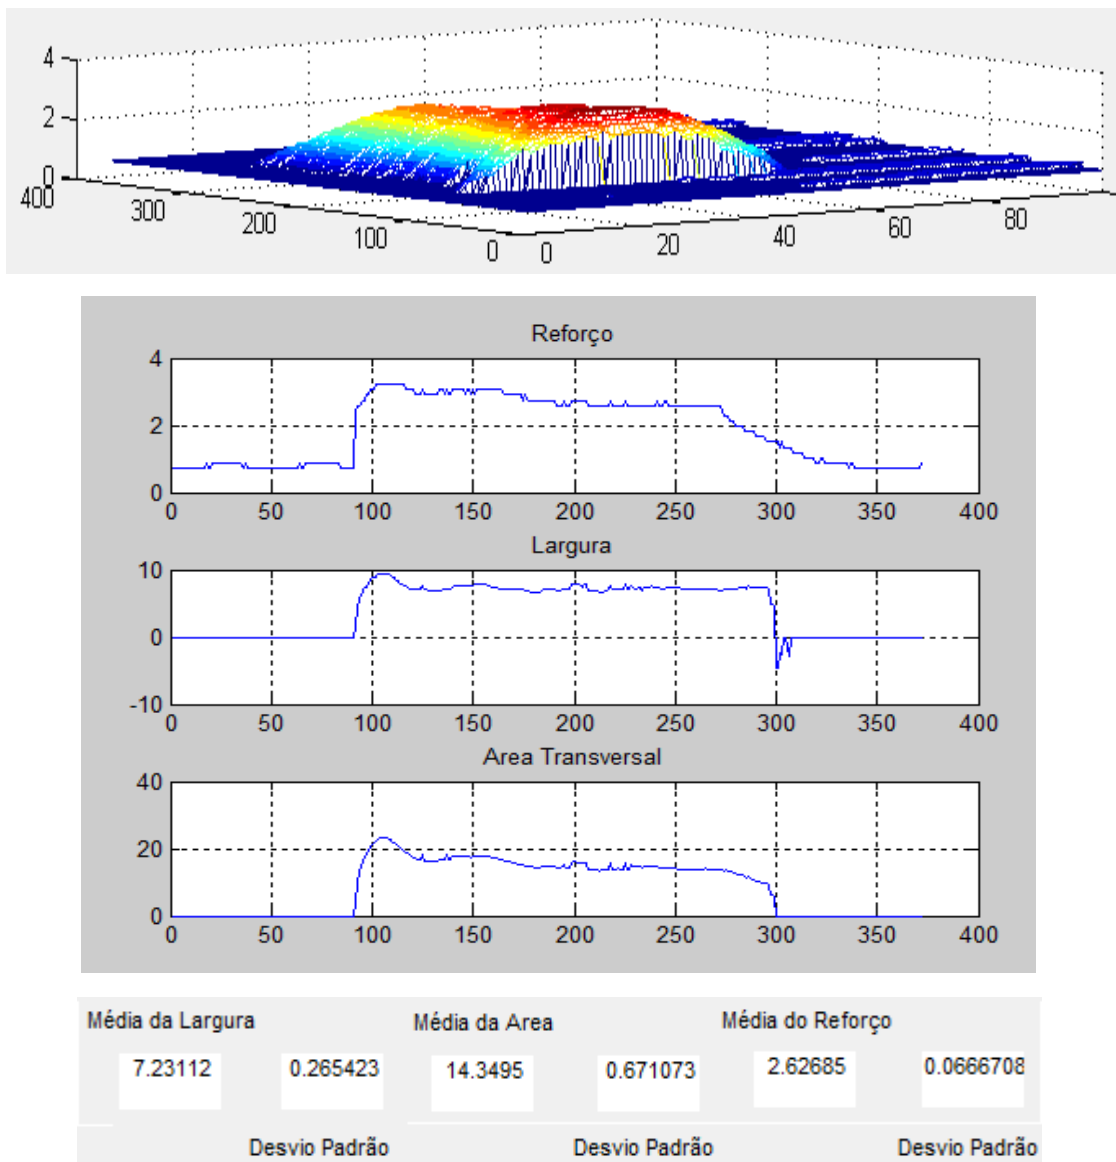 4
2
0
400
300
200
100
0
0
20
40
60
80
Reforço
4
2
0
0 50 100 150 200 250 300 350 400
Largura
10
0
-10
0 50 100 150 200 250 300 350 400
Area Transversal
40
20
0
0 50 100 150 200 250 300 350 400
Média da Largura Média da Area Média do Reforço
7.23112 0.265423 14.3495 0.671073 2.62685 0.0666708
Desvio Padrão Desvio Padrão Desvio Padrão